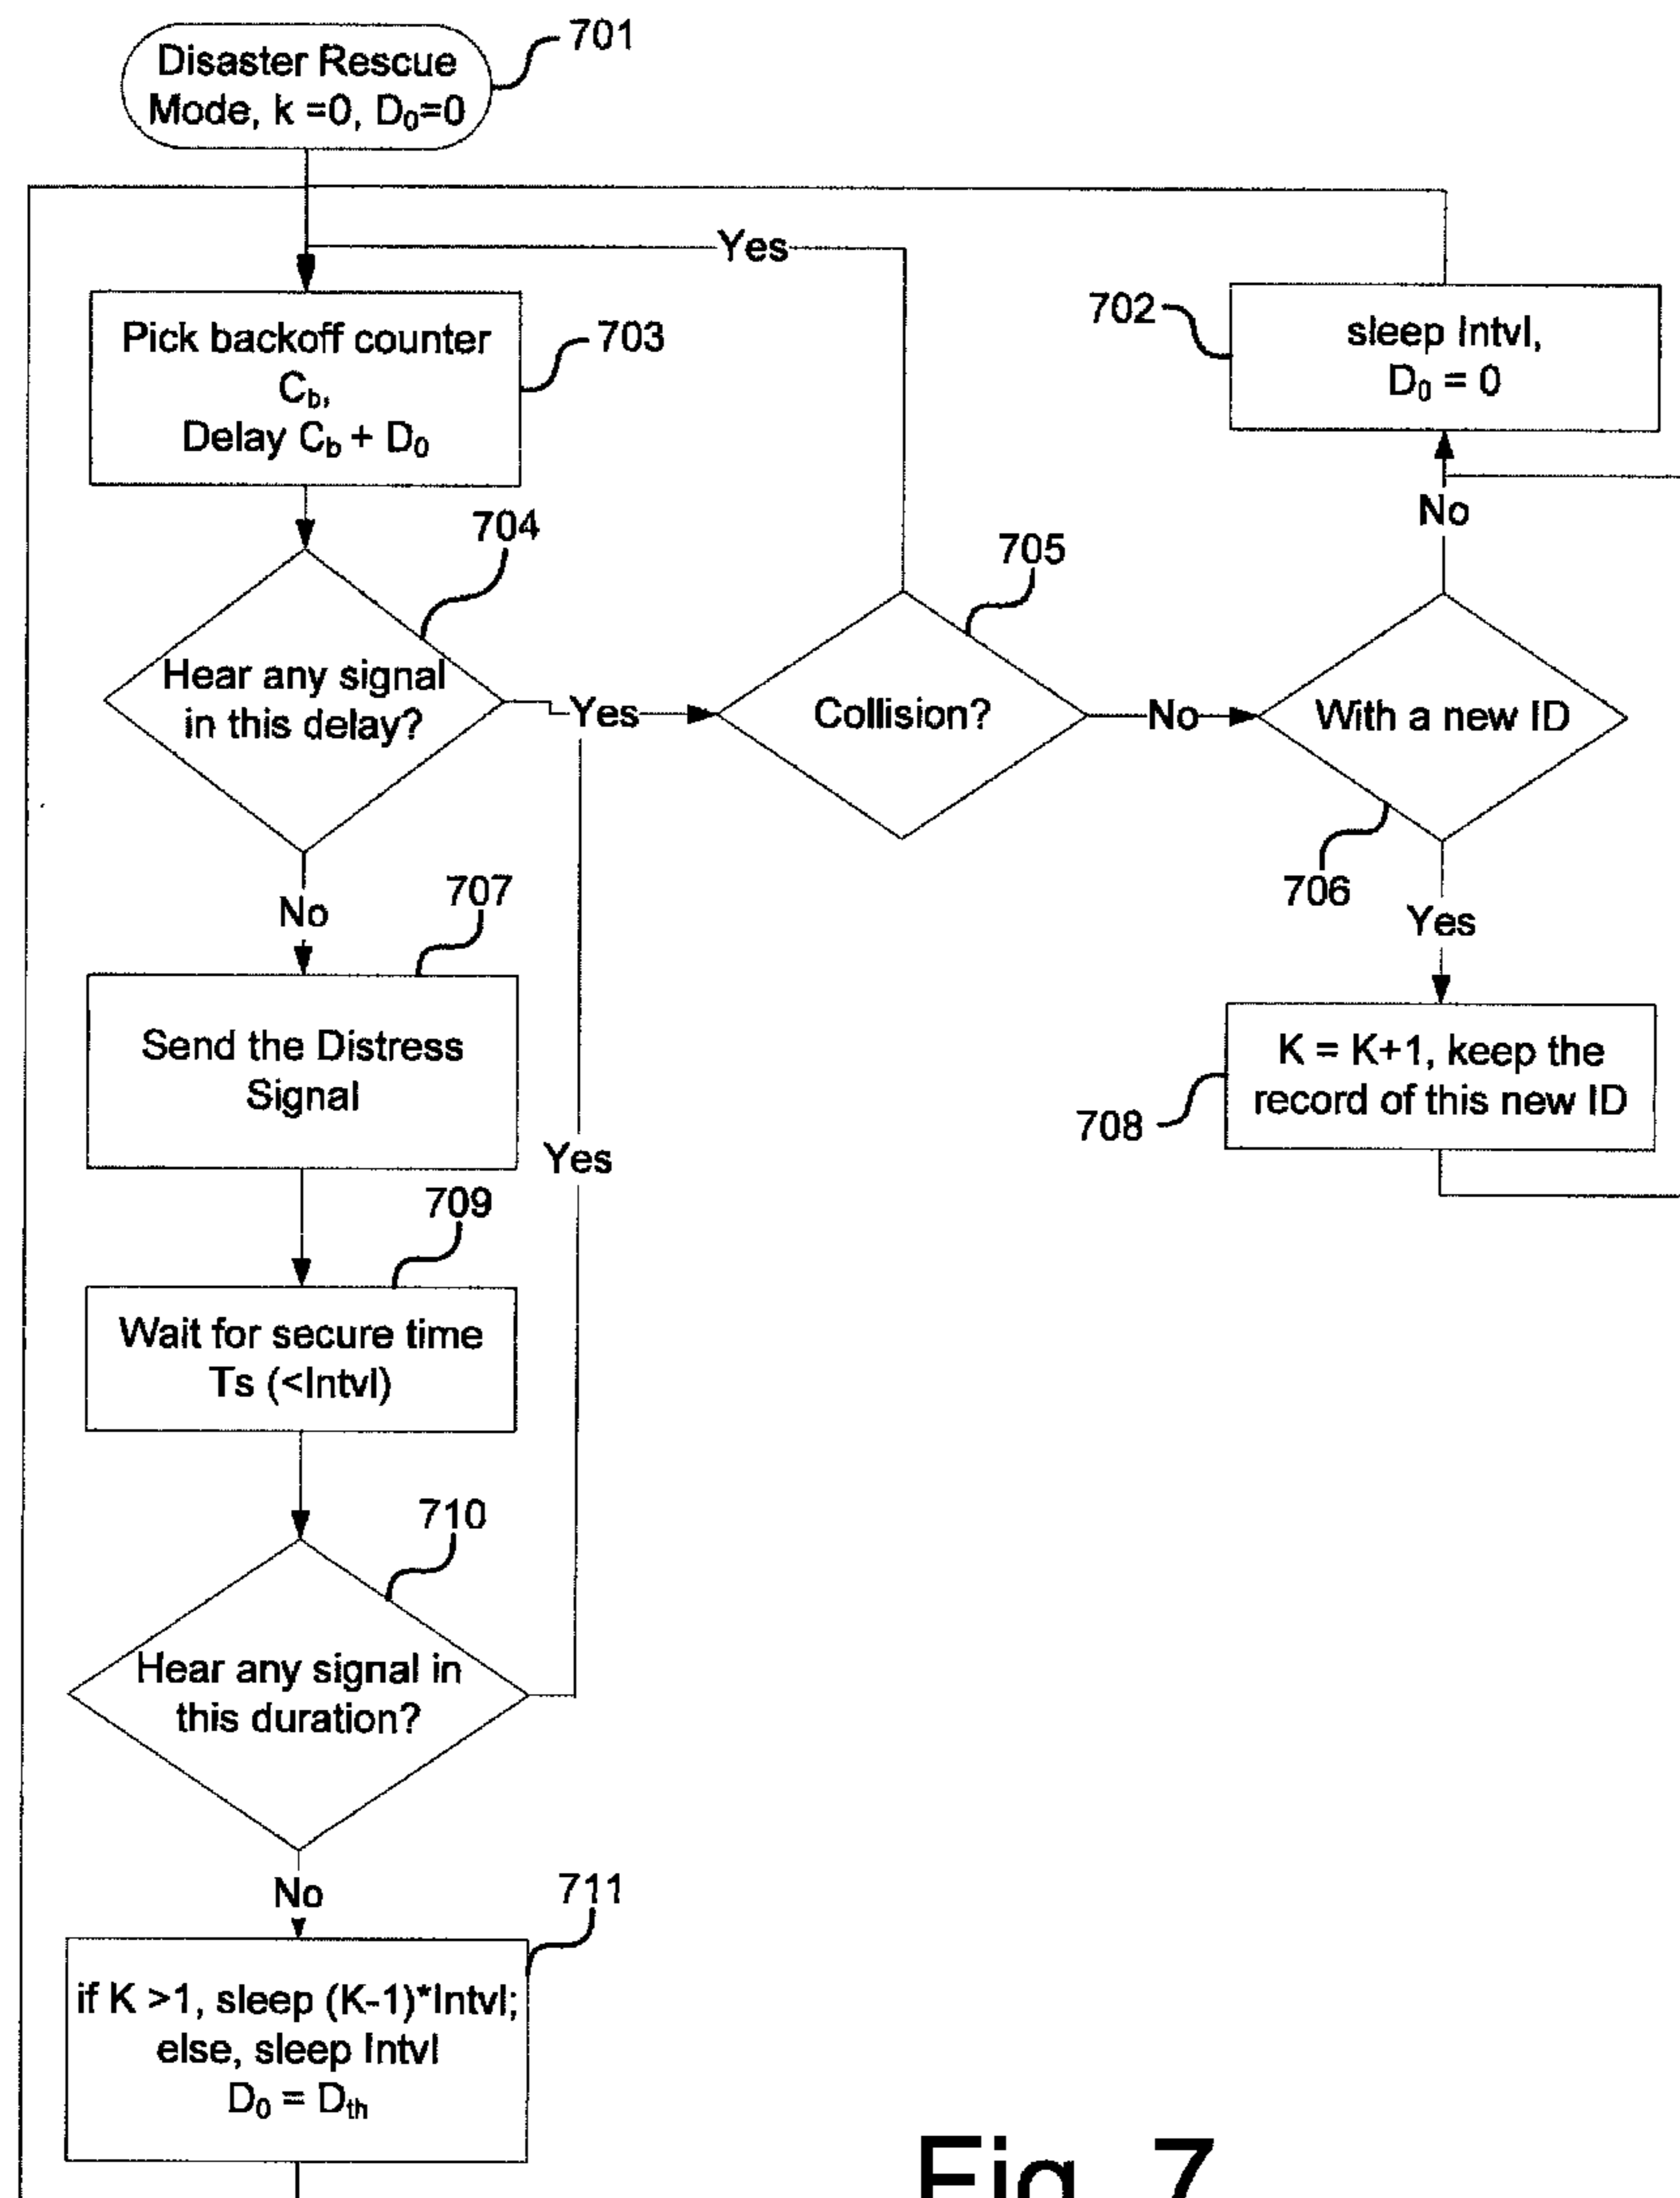 701
Disaster Rescue
Mode, k =0, D₀=0
Yes
Pick backoff counter
C_b,
Delay C_b + D₀
703
702
sleep Intvl,
D₀ = 0
No
704
Hear any signal
in this delay?
Yes
705
Collision?
No
With a new ID
706
Yes
No
707
Send the Distress
Signal
K = K+1, keep the
record of this new ID
708
Yes
709
Wait for secure time
Ts (<Intvl)
710
Hear any signal in
this duration?
No
711
if K >1, sleep (K-1)*Intvl;
else, sleep Intvl
D₀ = D_th
Fig. 7